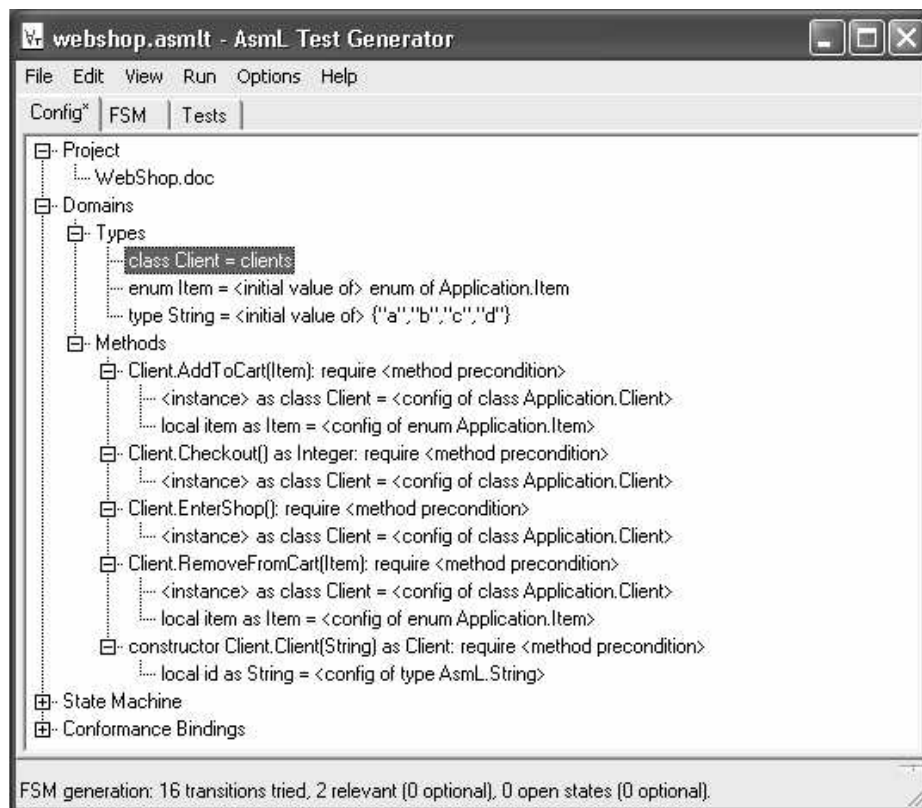 webshop.asmlt - AsmL Test Generator
File Edit View Run Options Help
Config* FSM Tests
Project
WebShop.doc
Domains
Types
class Client = clients
enum Item = <initial value of> enum of Application.Item
type String = <initial value of> {"a","b","c","d"}
Methods
Client.AddToCart(Item): require <method precondition>
<instance> as class Client = <config of class Application.Client>
local item as Item = <config of enum Application.Item>
Client.Checkout() as Integer: require <method precondition>
<instance> as class Client = <config of class Application.Client>
Client.EnterShop(): require <method precondition>
<instance> as class Client = <config of class Application.Client>
Client.RemoveFromCart(Item): require <method precondition>
<instance> as class Client = <config of class Application.Client>
local item as Item = <config of enum Application.Item>
constructor Client.Client(String) as Client: require <method precondition>
local id as String = <config of type AsmL.String>
State Machine
Conformance Bindings
FSM generation: 16 transitions tried, 2 relevant (0 optional), 0 open states (0 optional).